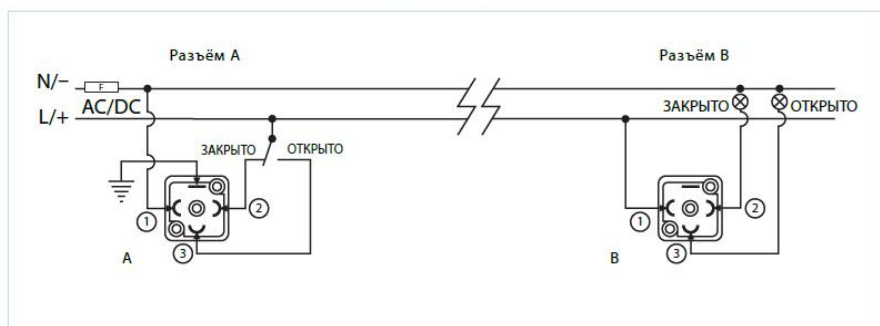 Разъём А
Разъём В
N/−
F
AC/DC
L/+
ЗАКРЫТО
ОТКРЫТО
ЗАКРЫТО
ОТКРЫТО
1
2
3
A
1
2
3
B